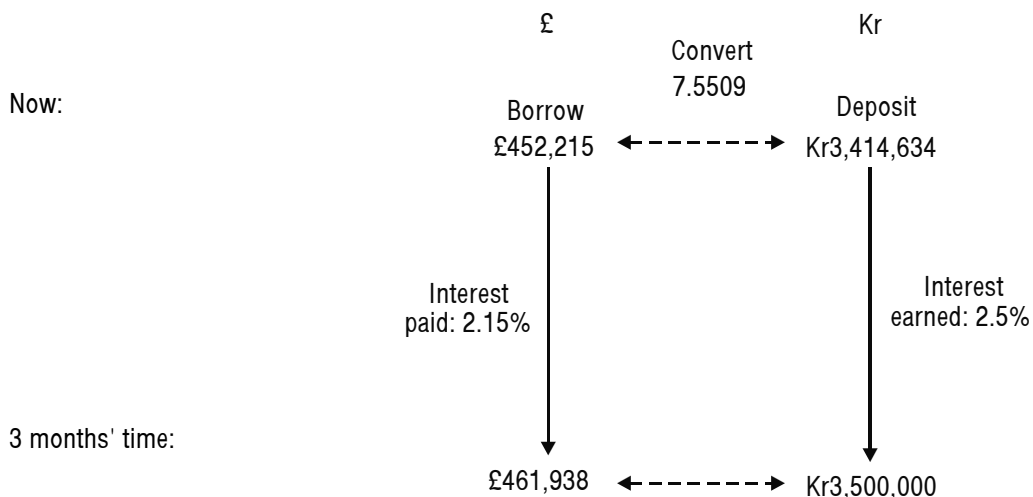 £ Kr
Convert
7.5509
Now:
Borrow Deposit
£452,215 Kr3,414,634
Interest
paid: 2.15%
Interest
earned: 2.5%
3 months' time:
£461,938 Kr3,500,000